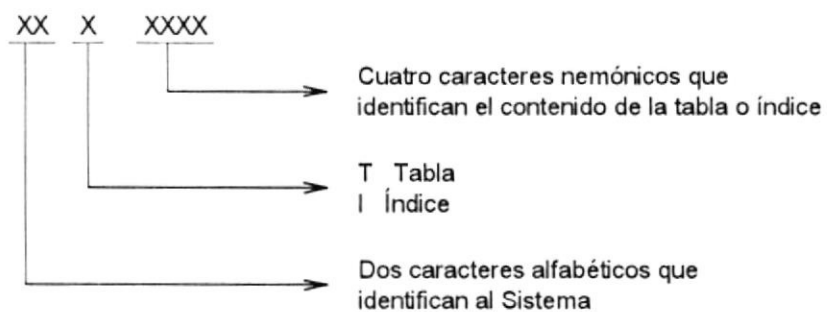 XX X XXXX
Cuatro caracteres nemónicos que
identifican el contenido de la tabla o índice
T Tabla
I Índice
Dos caracteres alfabéticos que
identifican al Sistema